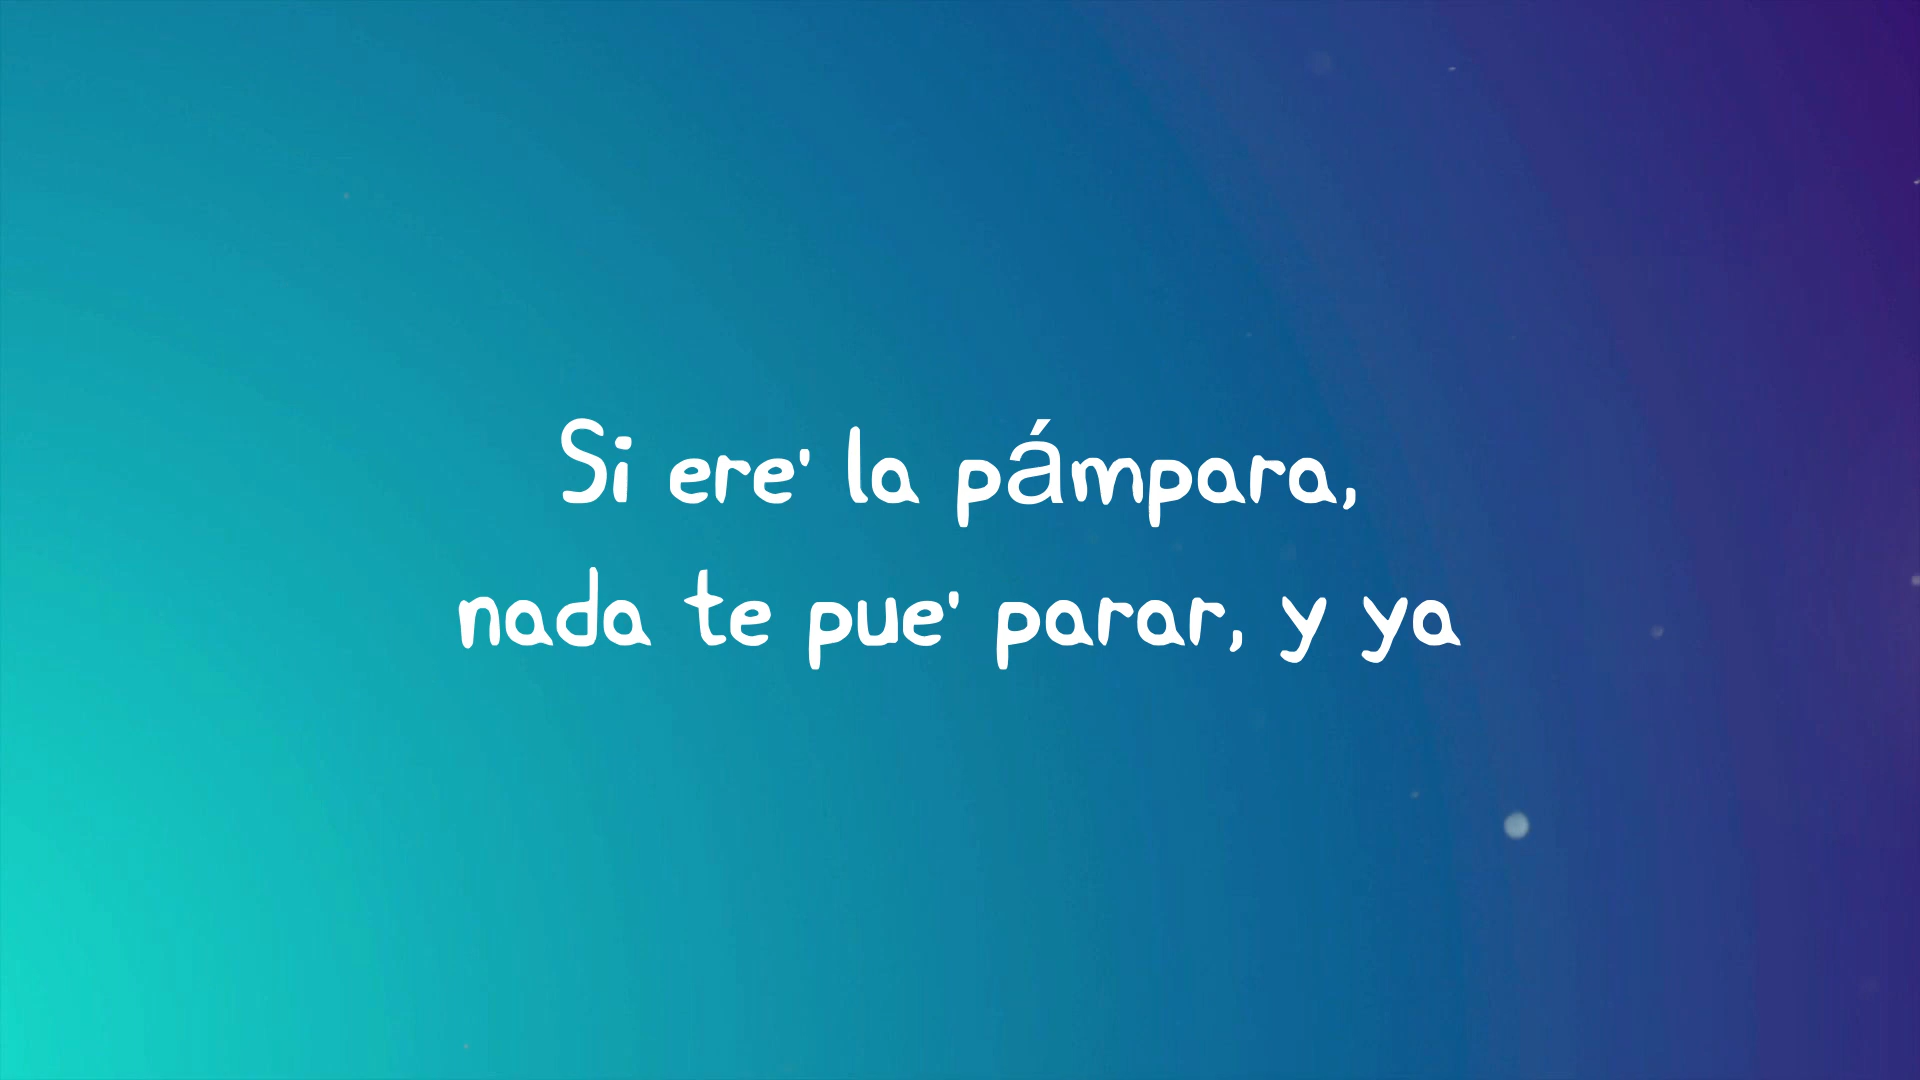 Si ere' la pámpara,
nada te pue' parar, y ya